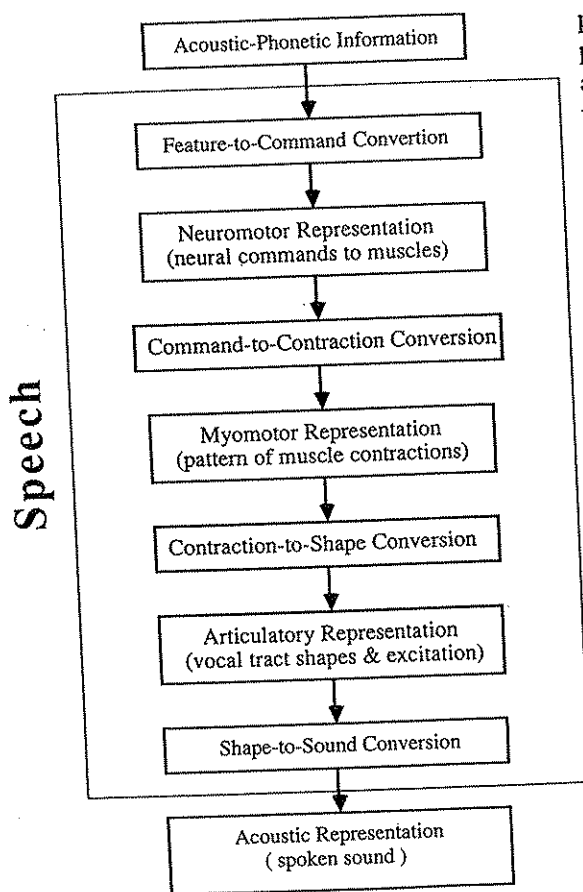 Acoustic-Phonetic Information
Feature-to-Command Convertion
Neuromotor Representation
(neural commands to muscles)
Command-to-Contraction Conversion
Myomotor Representation
(pattern of muscle contractions)
Speech
Contraction-to-Shape Conversion
Articulatory Representation
(vocal tract shapes & excitation)
Shape-to-Sound Conversion
Acoustic Representation
( spoken sound )